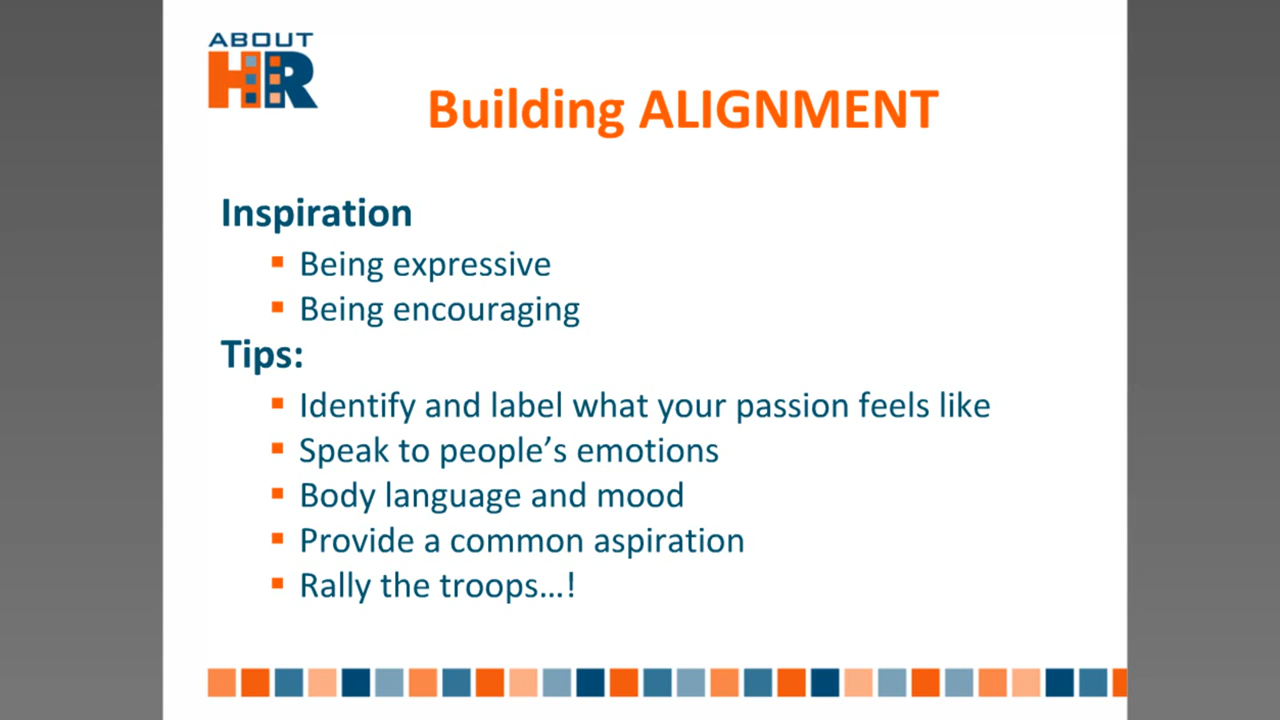 ABOUT
HR
Building ALIGNMENT
Inspiration
Being expressive
Being encouraging
Tips:
Identify and label what your passion feels like
Speak to people’s emotions
Body language and mood
Provide a common aspiration
Rally the troops…!